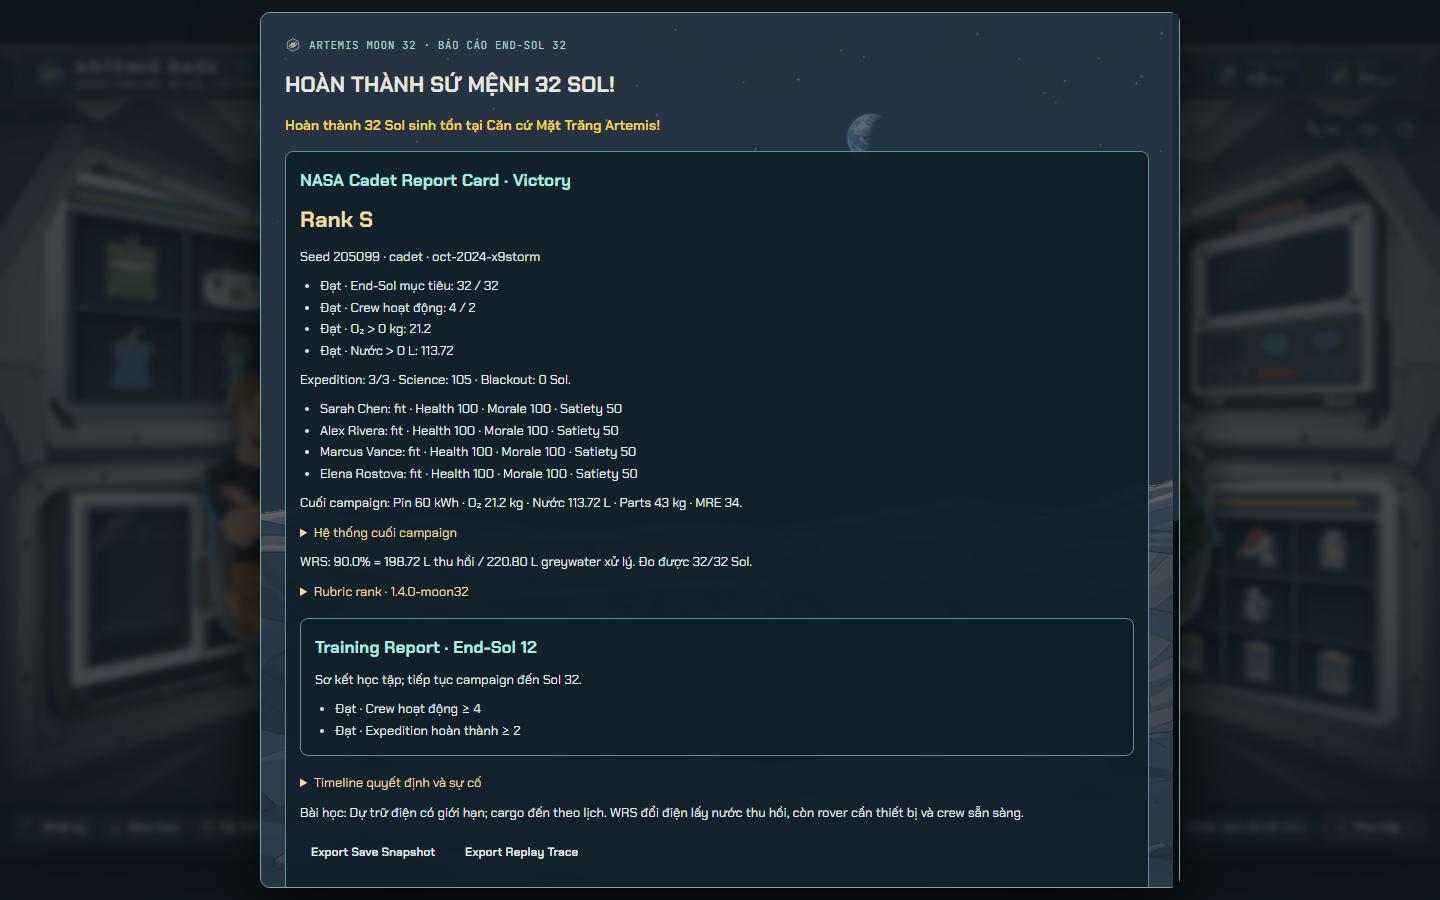 ARTEMIS MOON 32 · BÁO CÁO END-SOL 32
HOÀN THÀNH SỨ MỆNH 32 SOL!
Hoàn thành 32 Sol sinh tồn tại Căn cứ Mặt Trăng Artemis!
NASA Cadet Report Card · Victory
Rank S
Seed 205099 · cadet · oct-2024-x9storm
• Đạt · End-Sol mục tiêu: 32 / 32
• Đạt · Crew hoạt động: 4 / 2
• Đạt · O₂ > 0 kg: 21.2
• Đạt · Nước > 0 L: 113.72
Expedition: 3/3 · Science: 105 · Blackout: 0 Sol.
• Sarah Chen: fit · Health 100 · Morale 100 · Satiety 50
• Alex Rivera: fit · Health 100 · Morale 100 · Satiety 50
• Marcus Vance: fit · Health 100 · Morale 100 · Satiety 50
• Elena Rostova: fit · Health 100 · Morale 100 · Satiety 50
Cuối campaign: Pin 60 kWh · O₂ 21.2 kg · Nước 113.72 L · Parts 43 kg · MRE 34.
▶ Hệ thống cuối campaign
WRS: 90.0% = 198.72 L thu hồi / 220.80 L greywater xử lý. Đo được 32/32 Sol.
▶ Rubric rank · 1.4.0-moon32
Training Report · End-Sol 12
Sơ kết học tập; tiếp tục campaign đến Sol 32.
• Đạt · Crew hoạt động ≥ 4
• Đạt · Expedition hoàn thành ≥ 2
▶ Timeline quyết định và sự cố
Bài học: Dự trữ điện có giới hạn; cargo đến theo lịch. WRS đổi điện lấy nước thu hồi, còn rover cần thiết bị và crew sẵn sàng.
Export Save Snapshot Export Replay Trace
ARTEMIS BASE